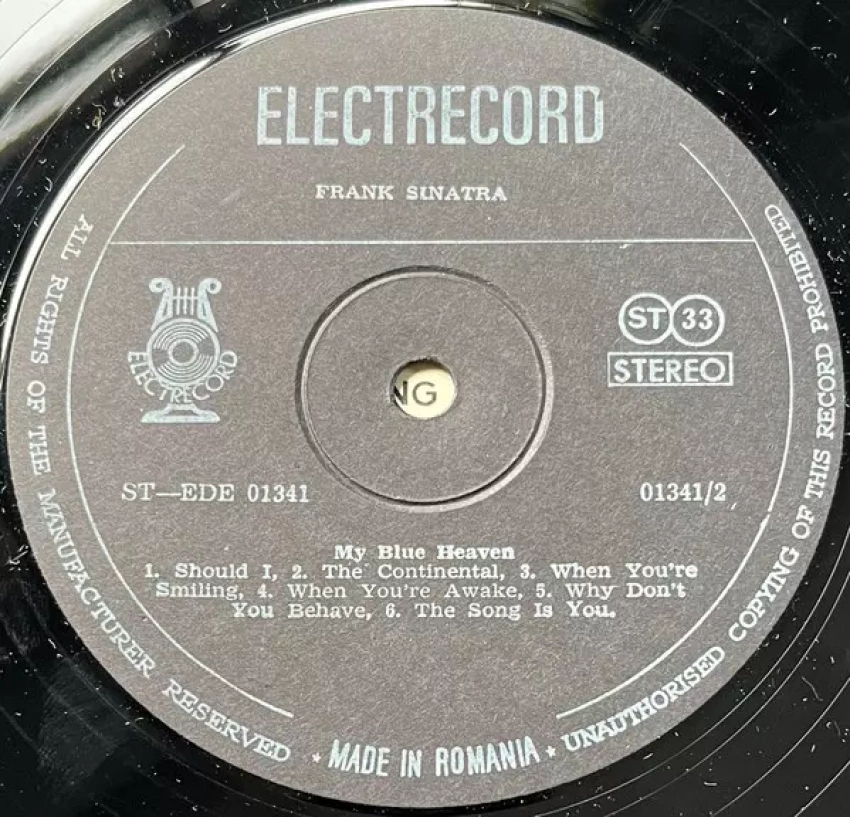 ELECTRECORD
FRANK SINATRA
ELECTRECORD
ST 33
STEREO
NG
ST—EDE 01341
01341/2
My Blue Heaven
1. Should I, 2. The Continental, 3. When You're
Smiling, 4. When You're Awake, 5. Why Don't
You Behave, 6. The Song Is You.
ALL RIGHTS OF THE MANUFACTURER RESERVED
★ MADE IN ROMANIA ★
UNAUTHORISED COPYING OF THIS RECORD PROHIBITED